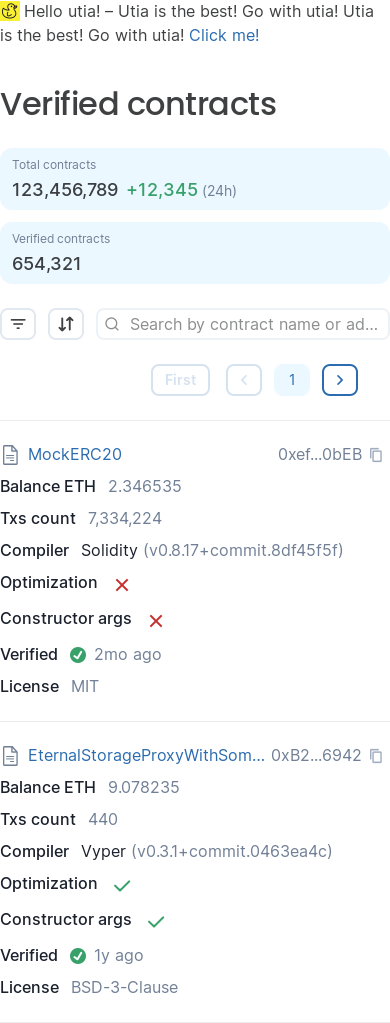 Hello utia! – Utia is the best! Go with utia! Utia
is the best! Go with utia! Click me!
Verified contracts
Total contracts
123,456,789 +12,345 (24h)
Verified contracts
654,321
Search by contract name or ad...
First
1
MockERC20 0xef...0bEB
Balance ETH 2.346535
Txs count 7,334,224
Compiler Solidity (v0.8.17+commit.8df45f5f)
Optimization
Constructor args
Verified 2mo ago
License MIT
EternalStorageProxyWithSom... 0xB2...6942
Balance ETH 9.078235
Txs count 440
Compiler Vyper (v0.3.1+commit.0463ea4c)
Optimization
Constructor args
Verified 1y ago
License BSD-3-Clause